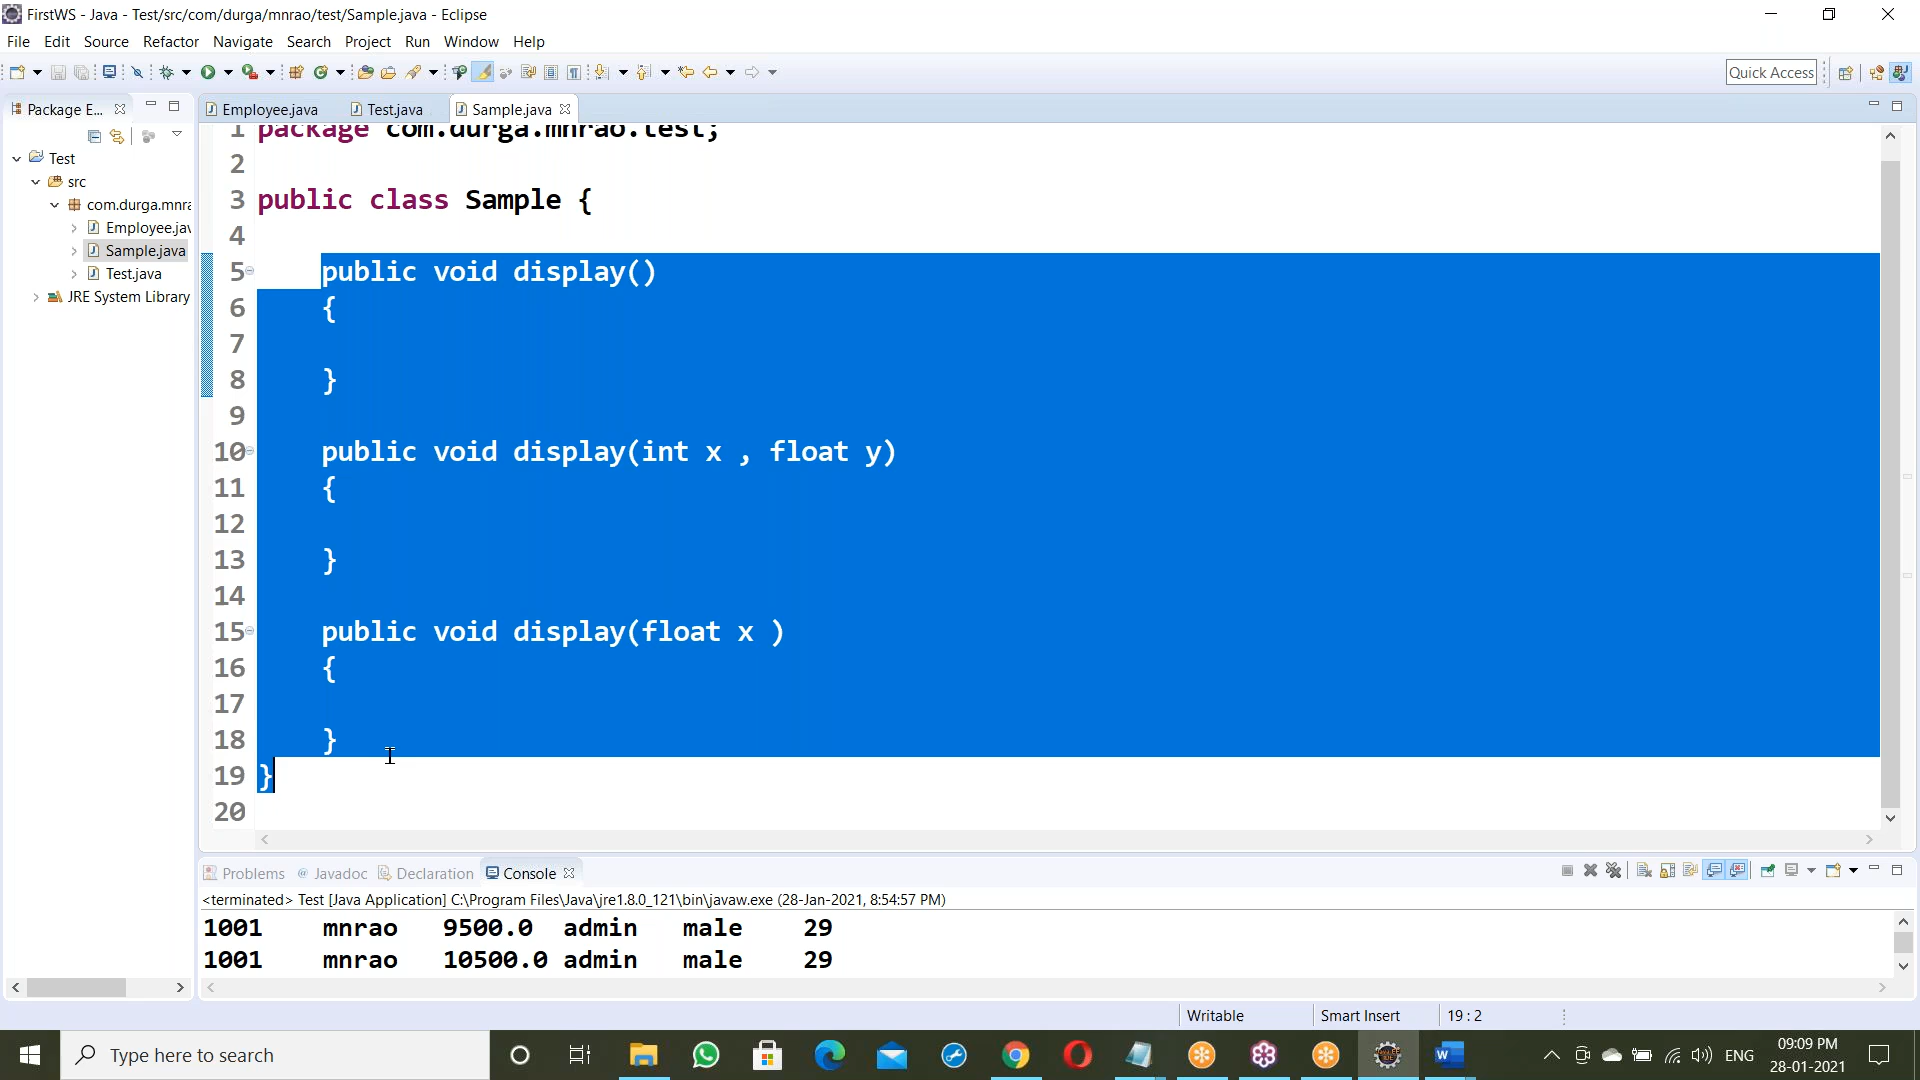 FirstWS - Java - Test/src/com/durga/mnrao/test/Sample.java - Eclipse
File Edit Source Refactor Navigate Search Project Run Window Help
Quick Access
Package E...
Employee.java Test.java Sample.java
Test
src
com.durga.mnra
Employee.jav
Sample.java
Test.java
JRE System Library
1 package com.durga.mnrao.test;
2
3 public class Sample {
4
5 public void display()
6 {
7
8 }
9
10 public void display(int x , float y)
11 {
12
13 }
14
15 public void display(float x )
16 {
17
18 }
19 }
20
Problems @ Javadoc Declaration Console
<terminated> Test [Java Application] C:\Program Files\Java\jre1.8.0_121\bin\javaw.exe (28-Jan-2021, 8:54:57 PM)
1001 mnrao 9500.0 admin male 29
1001 mnrao 10500.0 admin male 29
Writable Smart Insert 19 : 2
Type here to search
ENG
09:09 PM
28-01-2021